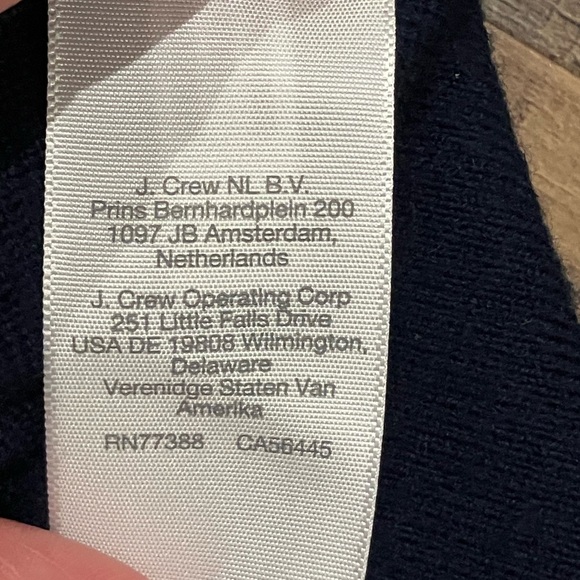 J. Crew NL B.V.
Prins Bernhardplein 200
1097 JB Amsterdam,
Netherlands
J. Crew Operating Corp
251 Little Falls Drive
USA DE 19808 Wilmington,
Delaware
Verenidge Staten Van
Amerika
RN77388 CA56445